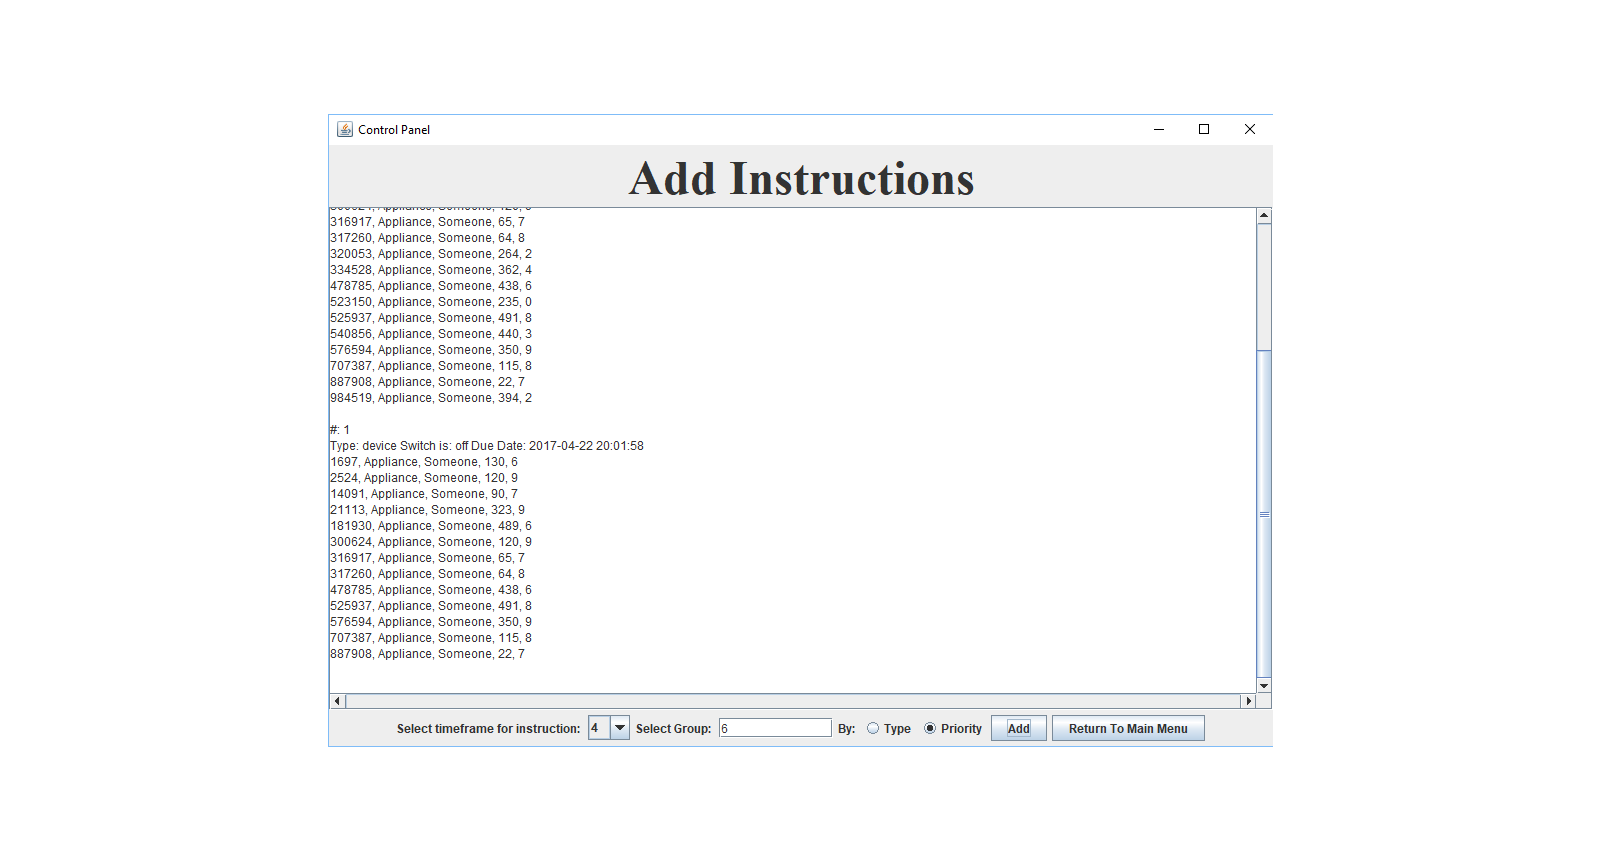 Control Panel
Add Instructions
300624, Appliance, Someone, 120, 9
316917, Appliance, Someone, 65, 7
317260, Appliance, Someone, 64, 8
320053, Appliance, Someone, 264, 2
334528, Appliance, Someone, 362, 4
478785, Appliance, Someone, 438, 6
523150, Appliance, Someone, 235, 0
525937, Appliance, Someone, 491, 8
540856, Appliance, Someone, 440, 3
576594, Appliance, Someone, 350, 9
707387, Appliance, Someone, 115, 8
887908, Appliance, Someone, 22, 7
984519, Appliance, Someone, 394, 2
#: 1
Type: device Switch is: off Due Date: 2017-04-22 20:01:58
1697, Appliance, Someone, 130, 6
2524, Appliance, Someone, 120, 9
14091, Appliance, Someone, 90, 7
21113, Appliance, Someone, 323, 9
181930, Appliance, Someone, 489, 6
300624, Appliance, Someone, 120, 9
316917, Appliance, Someone, 65, 7
317260, Appliance, Someone, 64, 8
478785, Appliance, Someone, 438, 6
525937, Appliance, Someone, 491, 8
576594, Appliance, Someone, 350, 9
707387, Appliance, Someone, 115, 8
887908, Appliance, Someone, 22, 7
Select timeframe for instruction: 4 Select Group: 6 By: Type Priority Add Return To Main Menu